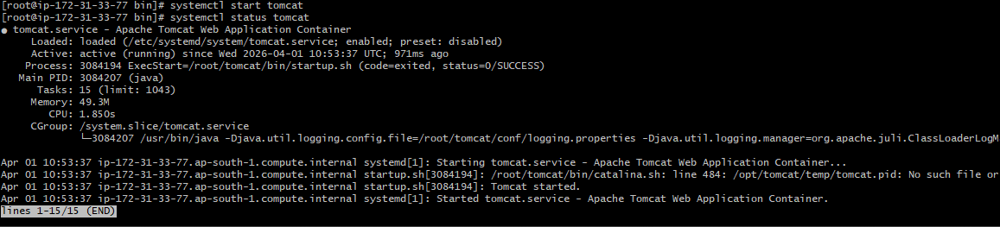 [root@ip-172-31-33-77 bin]# systemctl start tomcat
[root@ip-172-31-33-77 bin]# systemctl status tomcat
● tomcat.service - Apache Tomcat Web Application Container
     Loaded: loaded (/etc/systemd/system/tomcat.service; enabled; preset: disabled)
     Active: active (running) since Wed 2026-04-01 10:53:37 UTC; 971ms ago
    Process: 3084194 ExecStart=/root/tomcat/bin/startup.sh (code=exited, status=0/SUCCESS)
   Main PID: 3084207 (java)
      Tasks: 15 (limit: 1043)
     Memory: 49.3M
        CPU: 1.850s
     CGroup: /system.slice/tomcat.service
             └─3084207 /usr/bin/java -Djava.util.logging.config.file=/root/tomcat/conf/logging.properties -Djava.util.logging.manager=org.apache.juli.ClassLoaderLogM
Apr 01 10:53:37 ip-172-31-33-77.ap-south-1.compute.internal systemd[1]: Starting tomcat.service - Apache Tomcat Web Application Container...
Apr 01 10:53:37 ip-172-31-33-77.ap-south-1.compute.internal startup.sh[3084194]: /root/tomcat/bin/catalina.sh: line 484: /opt/tomcat/temp/tomcat.pid: No such file or
Apr 01 10:53:37 ip-172-31-33-77.ap-south-1.compute.internal startup.sh[3084194]: Tomcat started.
Apr 01 10:53:37 ip-172-31-33-77.ap-south-1.compute.internal systemd[1]: Started tomcat.service - Apache Tomcat Web Application Container.
lines 1-15/15 (END)